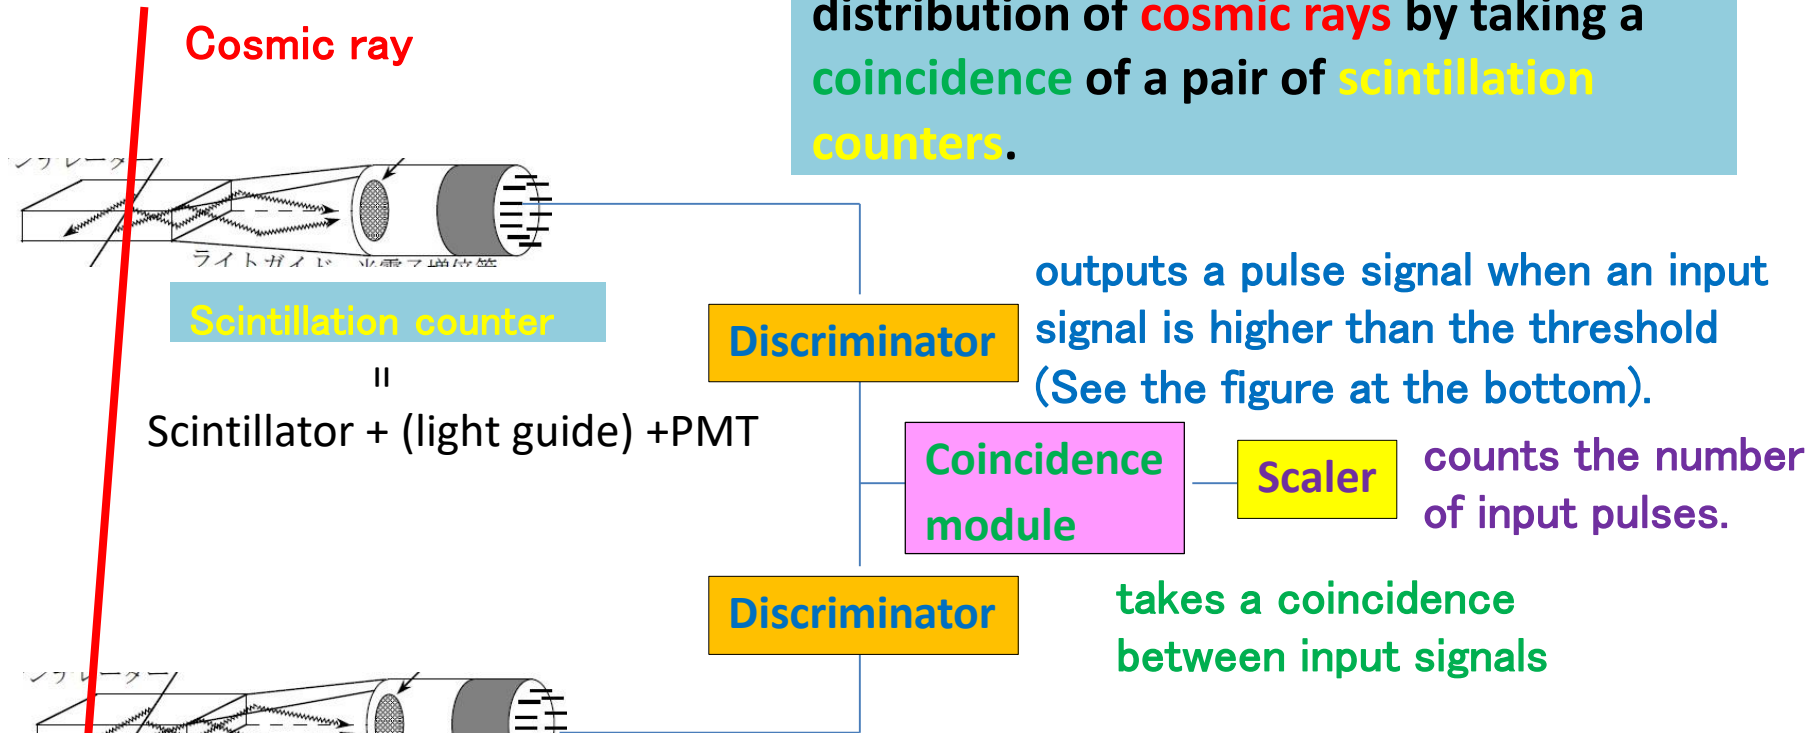 distribution of cosmic rays by taking a
coincidence of a pair of scintillation
counters.
Cosmic ray
Scintillation counter
=
Scintillator + (light guide) +PMT
Discriminator
outputs a pulse signal when an input
signal is higher than the threshold
(See the figure at the bottom).
Coincidence
module
Scaler
counts the number
of input pulses.
Discriminator
takes a coincidence
between input signals